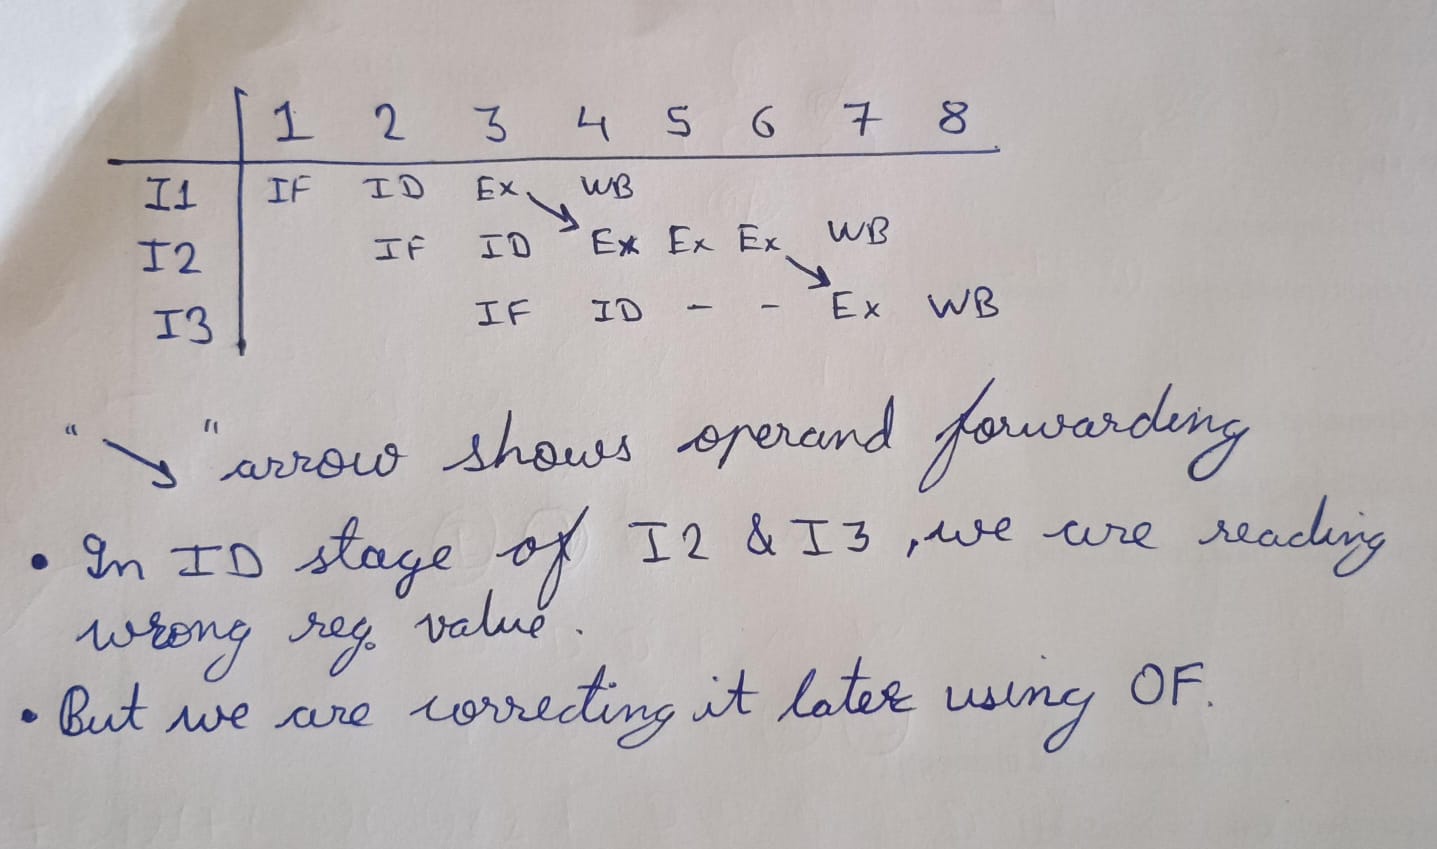 1 2 3 4 5 6 7 8
I1 IF ID Ex WB
I2 IF ID Ex Ex Ex WB
I3 IF ID - - Ex WB
"↘" arrow shows operand forwarding
• In ID stage of I2 & I3, we are reading
wrong reg. value.
• But we are correcting it later using OF.